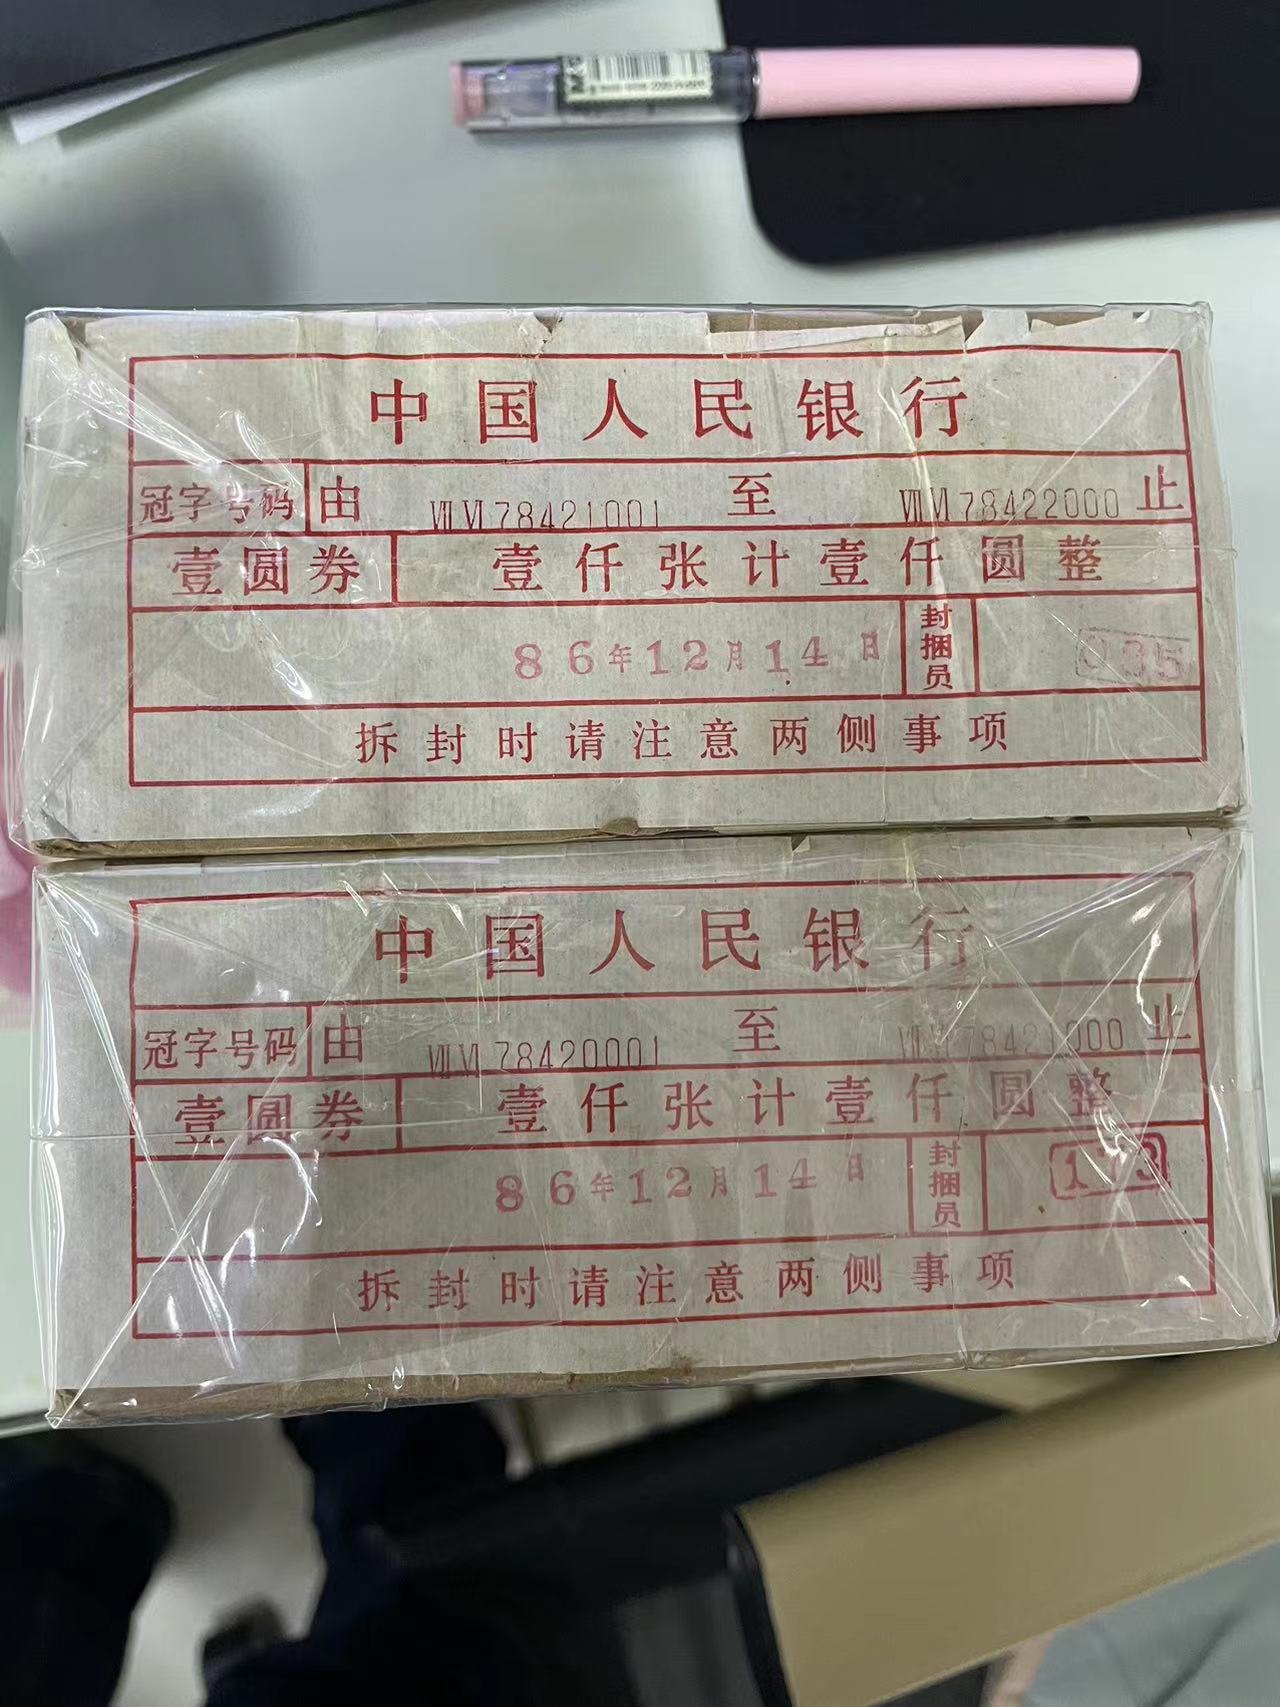 中国人民银行
冠字号码 由 ⅦⅥ78421001 至 ⅦⅥ78422000 止
壹圆券 壹仟张计壹仟圆整
86年12月14日 封捆员 035
拆封时请注意两侧事项
中国人民银行
冠字号码 由 ⅦⅥ78420001 至 ⅦⅥ78421000 止
壹圆券 壹仟张计壹仟圆整
86年12月14日 封捆员 173
拆封时请注意两侧事项